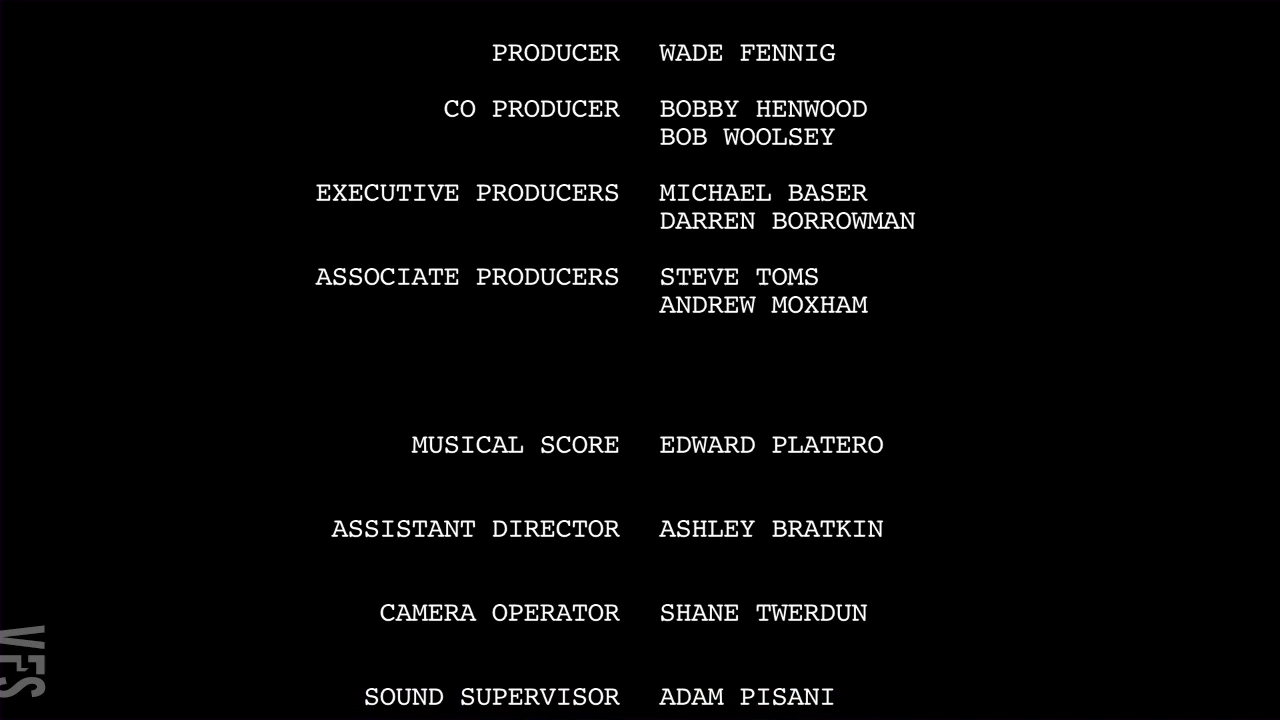 PRODUCER WADE FENNIG
CO PRODUCER BOBBY HENWOOD
BOB WOOLSEY
EXECUTIVE PRODUCERS MICHAEL BASER
DARREN BORROWMAN
ASSOCIATE PRODUCERS STEVE TOMS
ANDREW MOXHAM
MUSICAL SCORE EDWARD PLATERO
ASSISTANT DIRECTOR ASHLEY BRATKIN
CAMERA OPERATOR SHANE TWERDUN
SOUND SUPERVISOR ADAM PISANI
VFS